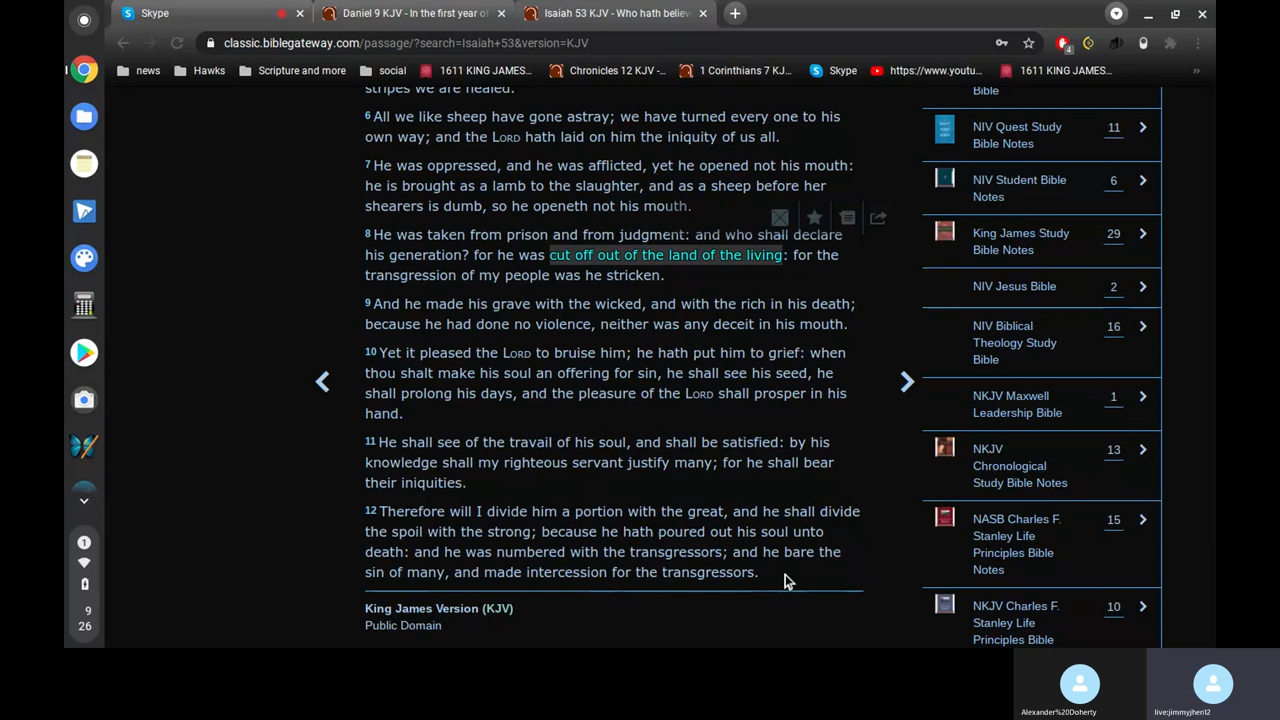 Skype
Daniel 9 KJV - In the first year of
Isaiah 53 KJV - Who hath believ
classic.biblegateway.com/passage/?search=Isaiah+53&version=KJV
4
news
Hawks
Scripture and more
social
1611 KING JAMES...
Chronicles 12 KJV -...
1 Corinthians 7 KJ...
Skype
https://www.youtu...
1611 KING JAMES...
»
stripes we are healed.
6 All we like sheep have gone astray; we have turned every one to his
own way; and the LORD hath laid on him the iniquity of us all.
7 He was oppressed, and he was afflicted, yet he opened not his mouth:
he is brought as a lamb to the slaughter, and as a sheep before her
shearers is dumb, so he openeth not his mouth.
8 He was taken from prison and from judgment: and who shall declare
his generation? for he was cut off out of the land of the living: for the
transgression of my people was he stricken.
9 And he made his grave with the wicked, and with the rich in his death;
because he had done no violence, neither was any deceit in his mouth.
10 Yet it pleased the LORD to bruise him; he hath put him to grief: when
thou shalt make his soul an offering for sin, he shall see his seed, he
shall prolong his days, and the pleasure of the LORD shall prosper in his
hand.
11 He shall see of the travail of his soul, and shall be satisfied: by his
knowledge shall my righteous servant justify many; for he shall bear
their iniquities.
12 Therefore will I divide him a portion with the great, and he shall divide
the spoil with the strong; because he hath poured out his soul unto
death: and he was numbered with the transgressors; and he bare the
sin of many, and made intercession for the transgressors.
King James Version (KJV)
Public Domain
Bible
NIV Quest Study
Bible Notes
11
NIV Student Bible
Notes
6
King James Study
Bible Notes
29
NIV Jesus Bible
2
NIV Biblical
Theology Study
Bible
16
NKJV Maxwell
Leadership Bible
1
NKJV
Chronological
Study Bible Notes
13
NASB Charles F.
Stanley Life
Principles Bible
Notes
15
NKJV Charles F.
Stanley Life
Principles Bible
10
1
9
26
Alexander%20Doherty
live:jimmyjhen12